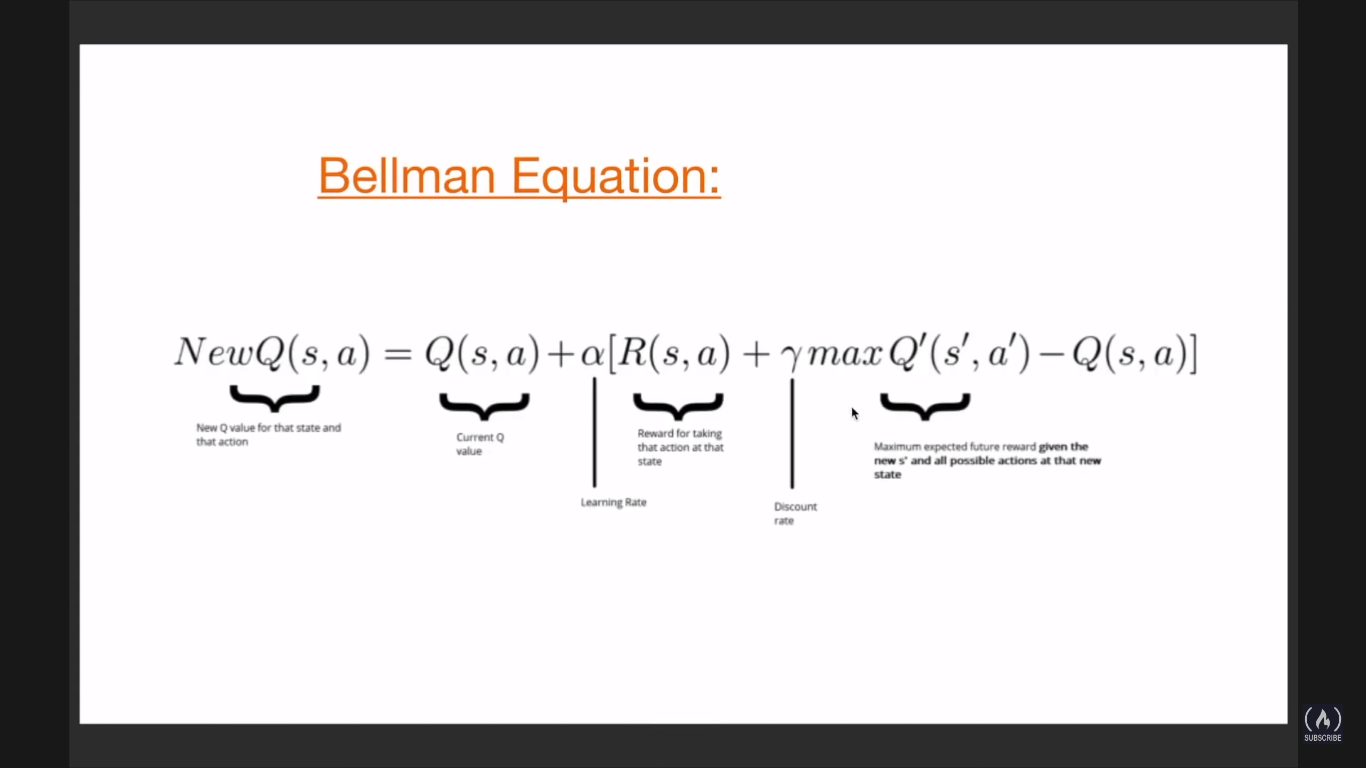 Bellman Equation:
NewQ(s, a) = Q(s, a)+α[R(s, a) + γmaxQ′(s′, a′)−Q(s, a)]
New Q value for that state and
that action
Current Q
value
Learning Rate
Reward for taking
that action at that
state
Discount
rate
Maximum expected future reward given the
new s' and all possible actions at that new
state
SUBSCRIBE